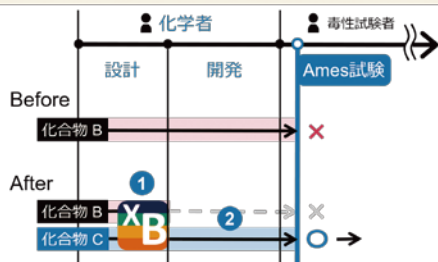 化学者
毒性試験者
設計
開発
Ames試験
Before
化合物 B
×
After
1
化合物 B
XB
2
×
化合物 C